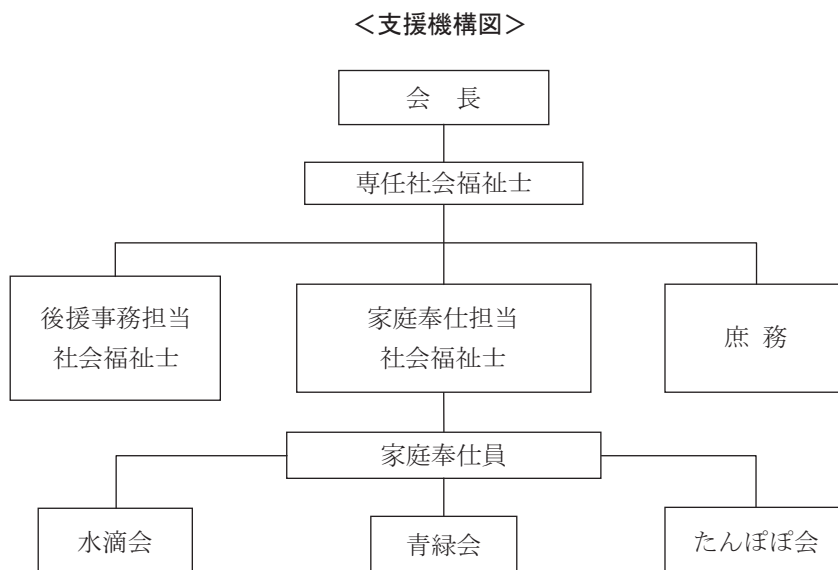 ＜支援機構図＞
会　長
専任社会福祉士
後援事務担当
社会福祉士
家庭奉仕担当
社会福祉士
庶 務
家庭奉仕員
水滴会
青緑会
たんぽぽ会